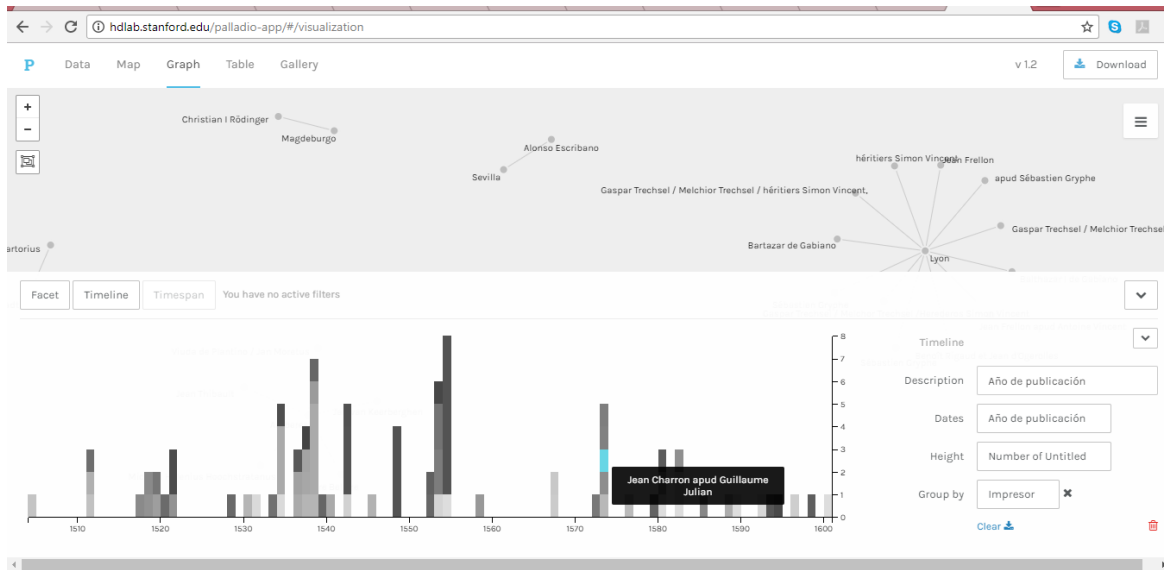 hdlab.stanford.edu/palladio-app/#/visualization
P Data Map Graph Table Gallery v 1.2 Download
+
−
Christian I Rödinger
Magdeburgo
Alonso Escribano
Sevilla
héritiers Simon Vincent
Jean Frellon
apud Sébastien Gryphe
Gaspar Trechsel / Melchior Trechsel / héritiers Simon Vincent,
Gaspar Trechsel / Melchior Trechsel
Bartazar de Gabiano
artorius
Lyon
Facet Timeline Timespan You have no active filters
8
7
6
5
4
3
2
1
0
Jean Charron apud Guillaume
Julian
1510 1520 1530 1540 1550 1560 1570 1580 1590 1600
Timeline
Description Año de publicación
Dates Año de publicación
Height Number of Untitled
Group by Impresor ✖
Clear